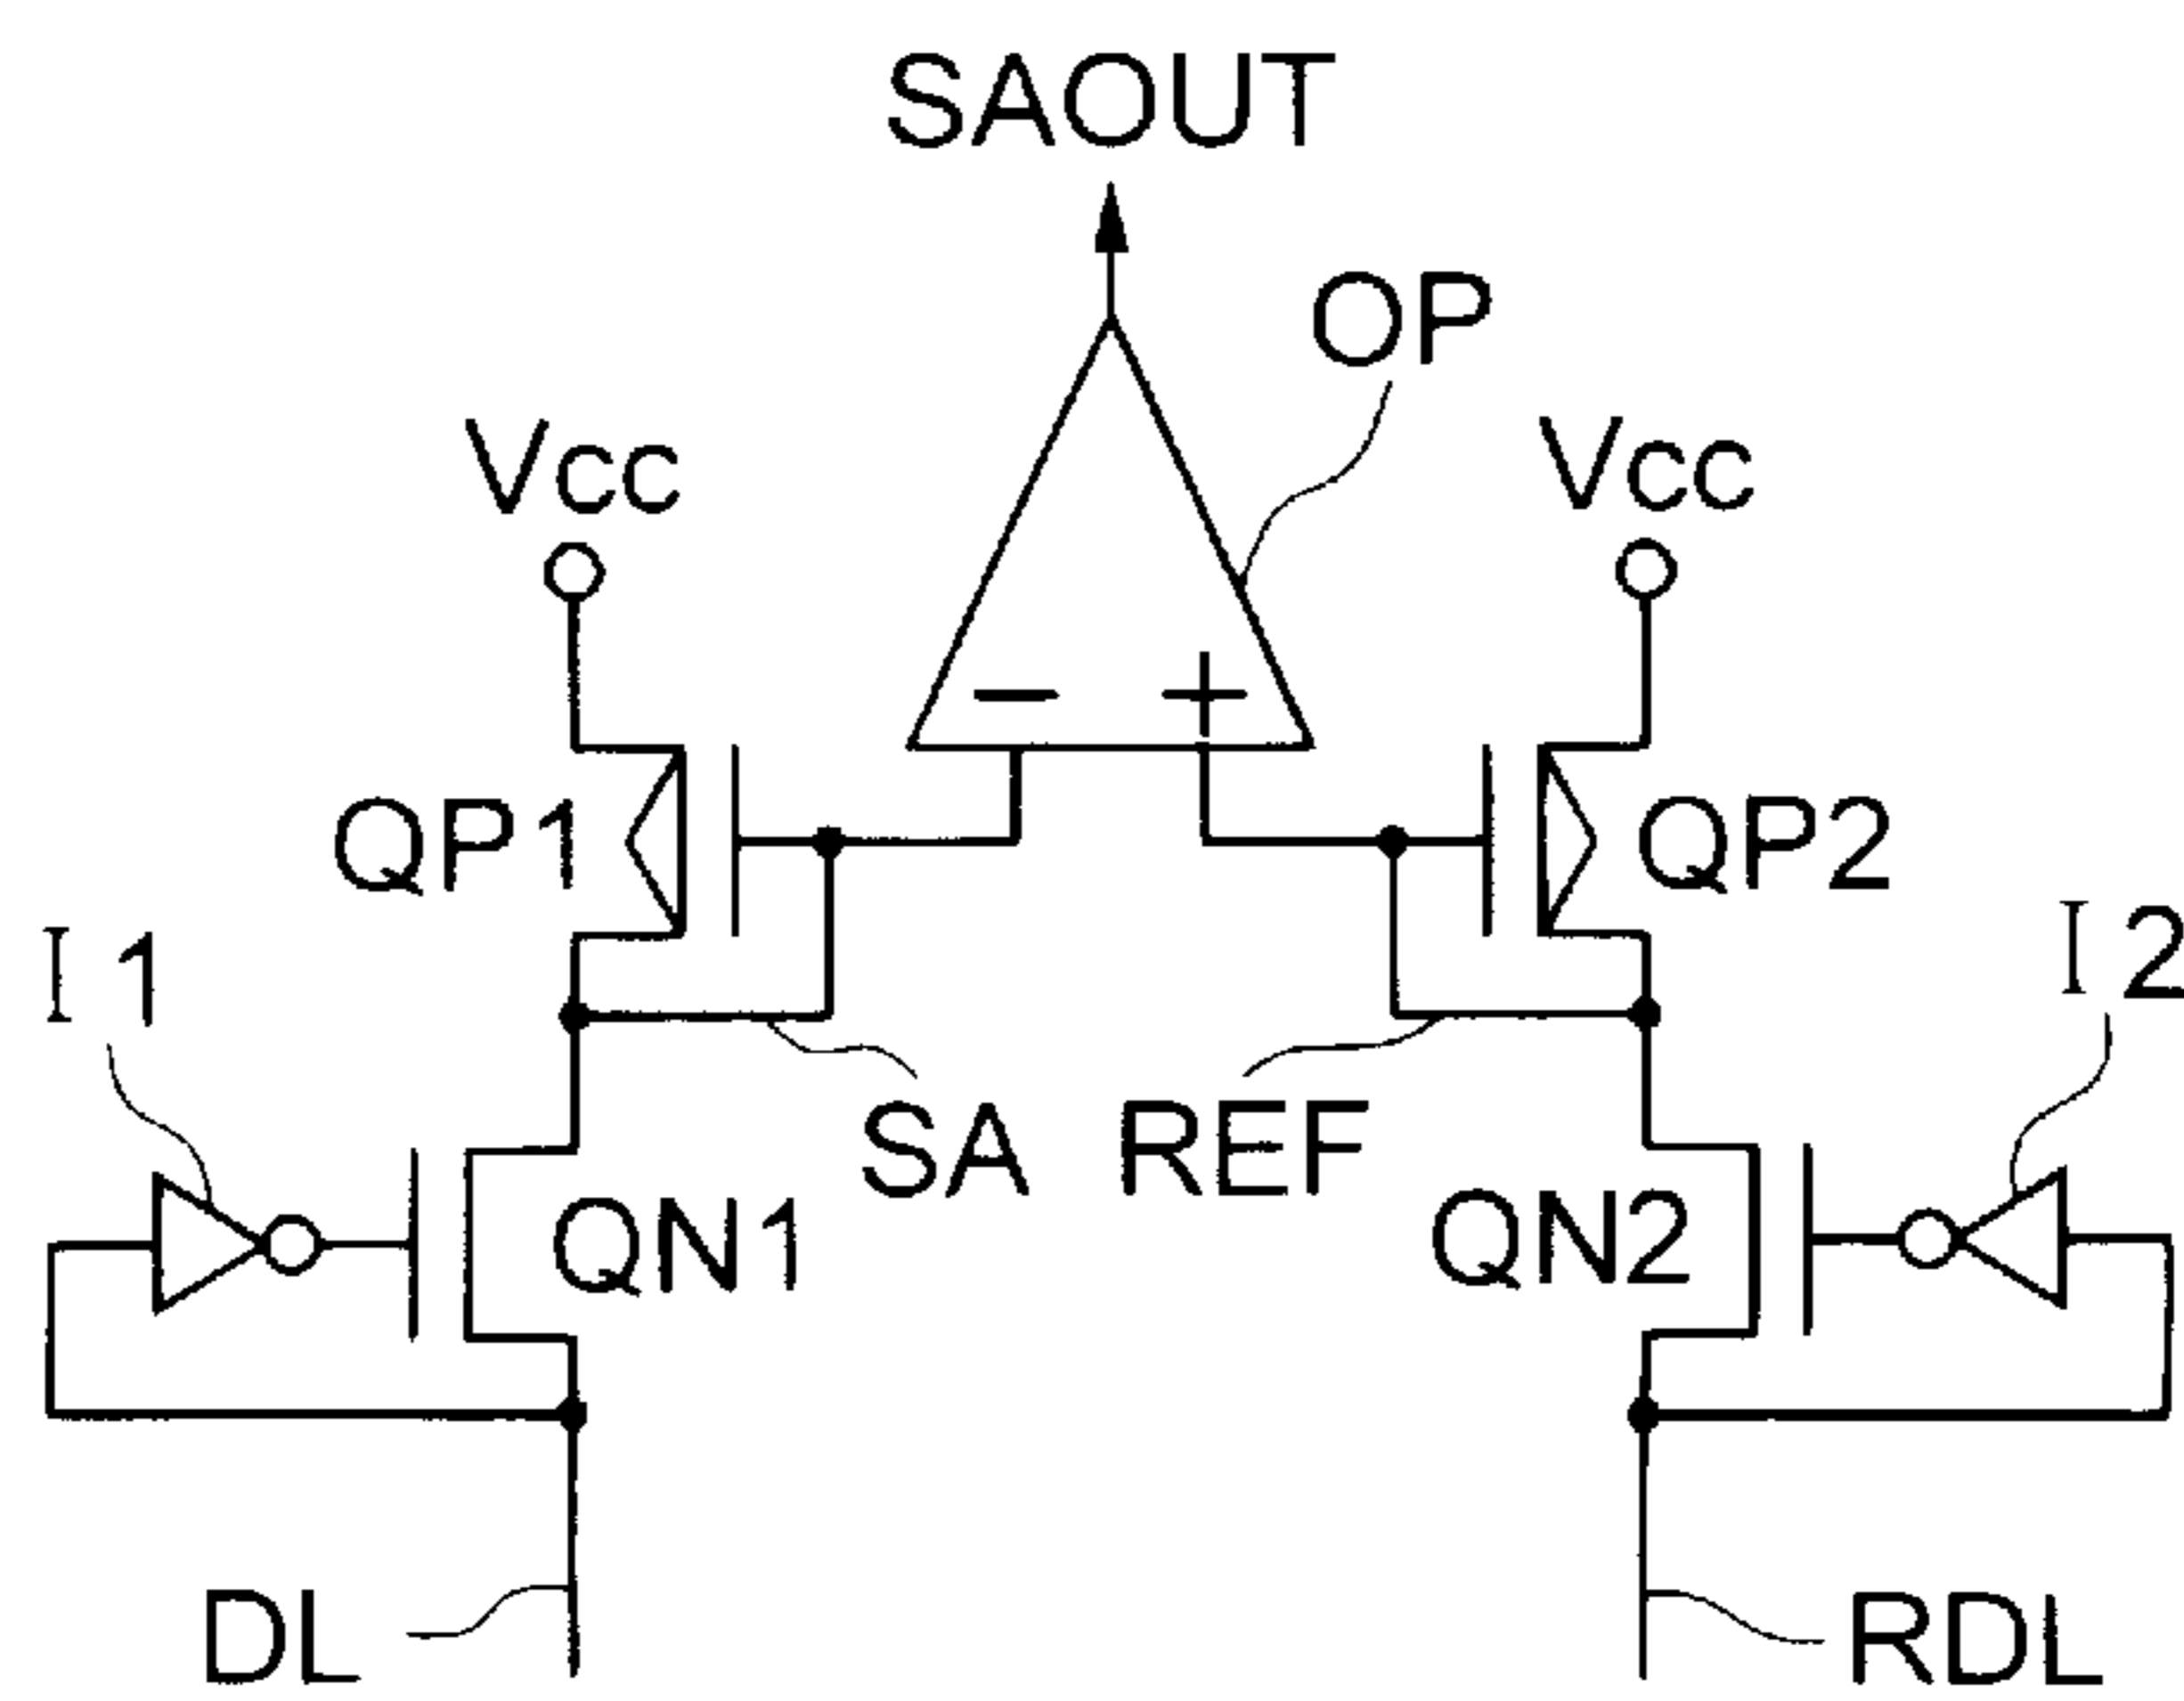 SAOUT
OP
Vcc
Vcc
− +
QP1
QP2
I1
I2
SA
REF
QN1
QN2
DL
RDL